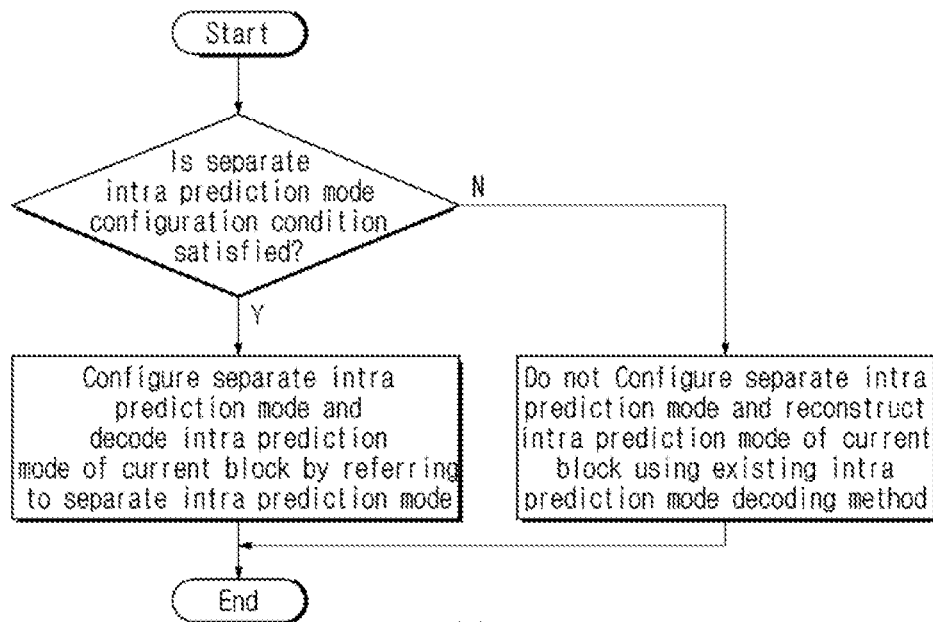 Start
Is separate
intra prediction mode
configuration condition
satisfied?
N
Y
Configure separate intra
prediction mode and
decode intra prediction
mode of current block by referring
to separate intra prediction mode
Do not Configure separate intra
prediction mode and reconstruct
intra prediction mode of current
block using existing intra
prediction mode decoding method
End